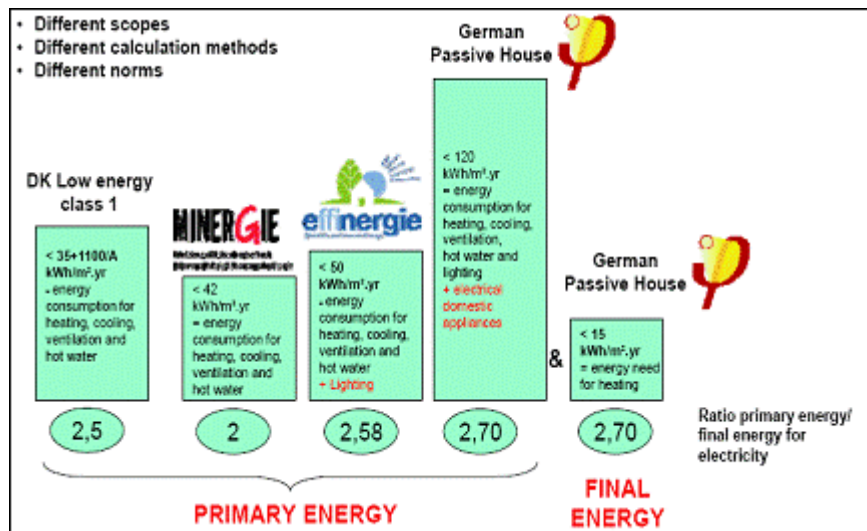 • Different scopes
• Different calculation methods
• Different norms
German
Passive House
DK Low energy
class 1
< 35+1100/A
kWh/m².yr
- energy
consumption for
heating, cooling,
ventilation and
hot water
2,5
MINERGIE
< 42
kWh/m².yr
= energy
consumption for
heating, cooling,
ventilation and
hot water
2
effinergie
< 50
kWh/m².yr
- energy
consumption for
heating, cooling,
ventilation and
hot water
+ Lighting
2,58
< 120
kWh/m².yr
= energy
consumption for
heating, cooling,
ventilation,
hot water and
lighting
+ electrical
domestic
appliances
2,70
&
German
Passive House
< 15
kWh/m².yr
= energy need
for heating
2,70
Ratio primary energy/
final energy for
electricity
PRIMARY ENERGY
FINAL
ENERGY